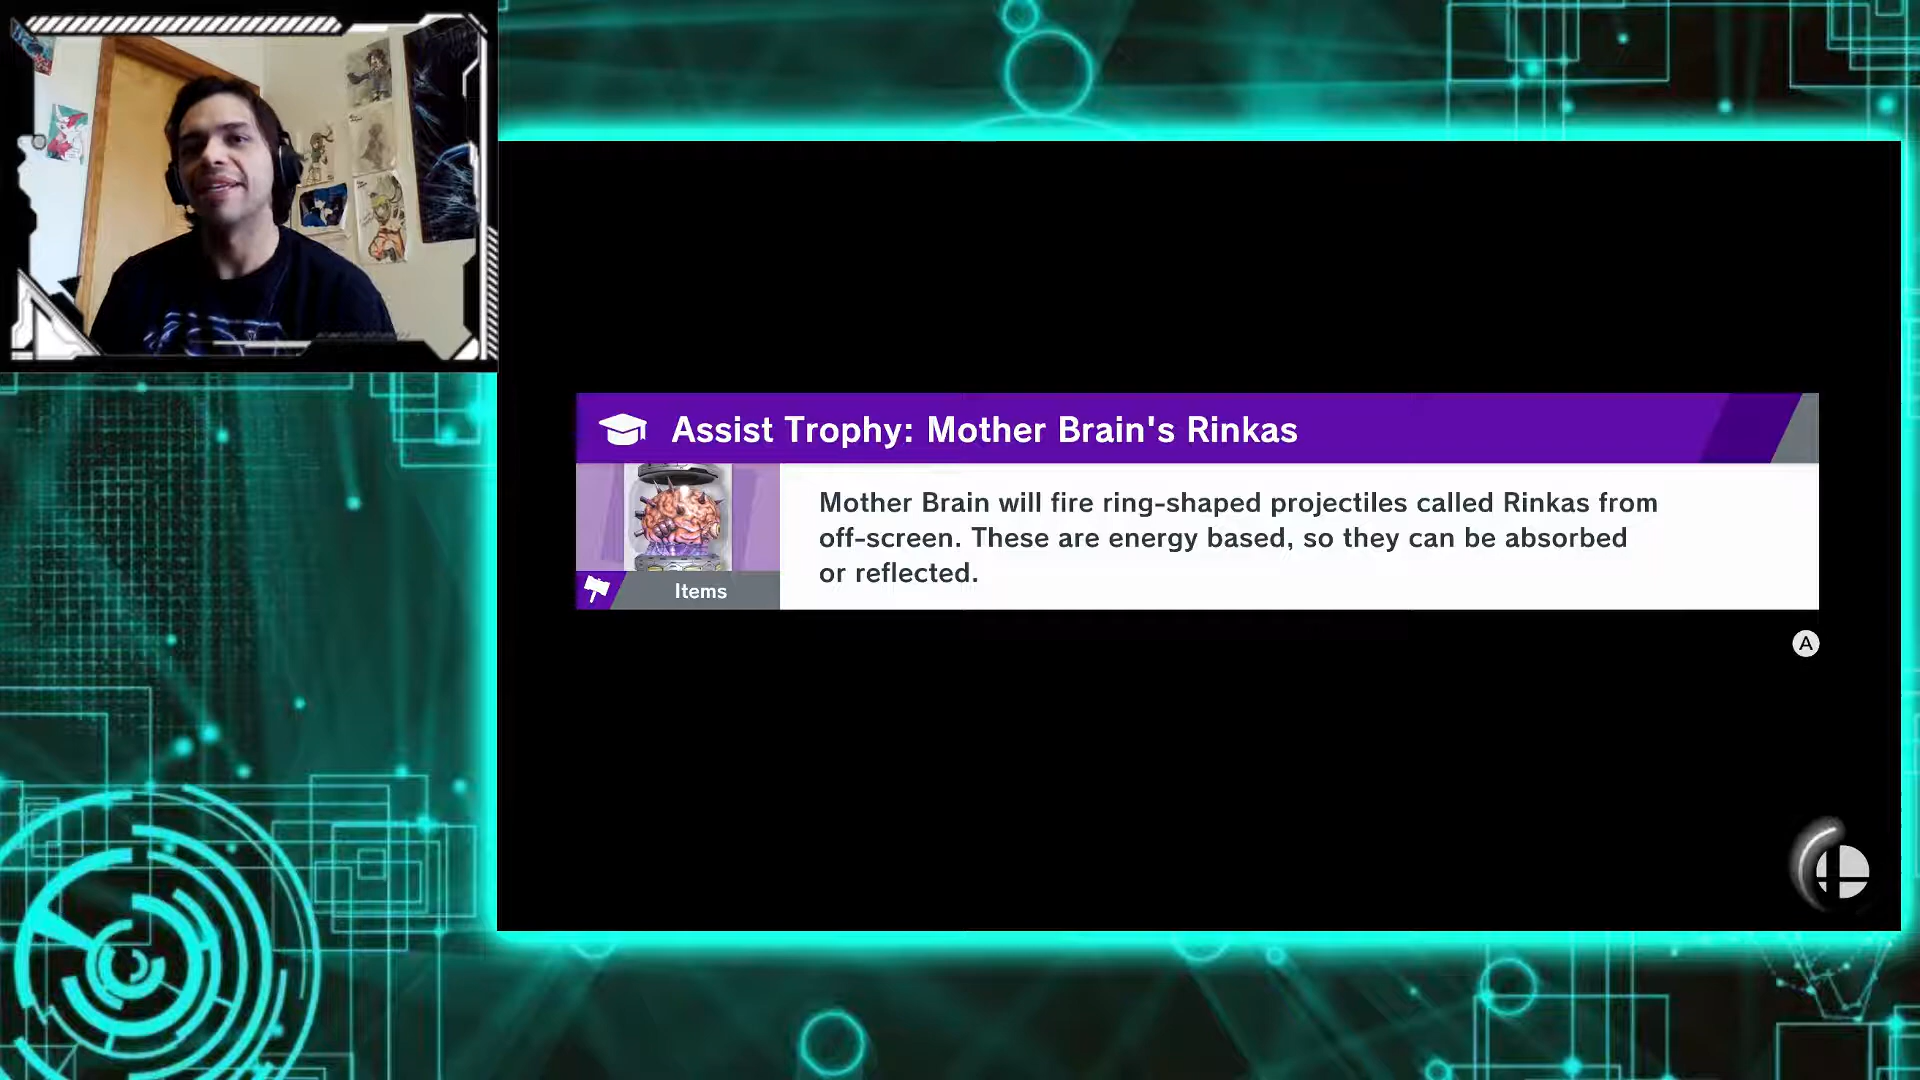 Assist Trophy: Mother Brain's Rinkas
Mother Brain will fire ring-shaped projectiles called Rinkas from
off-screen. These are energy based, so they can be absorbed
or reflected.
Items
A